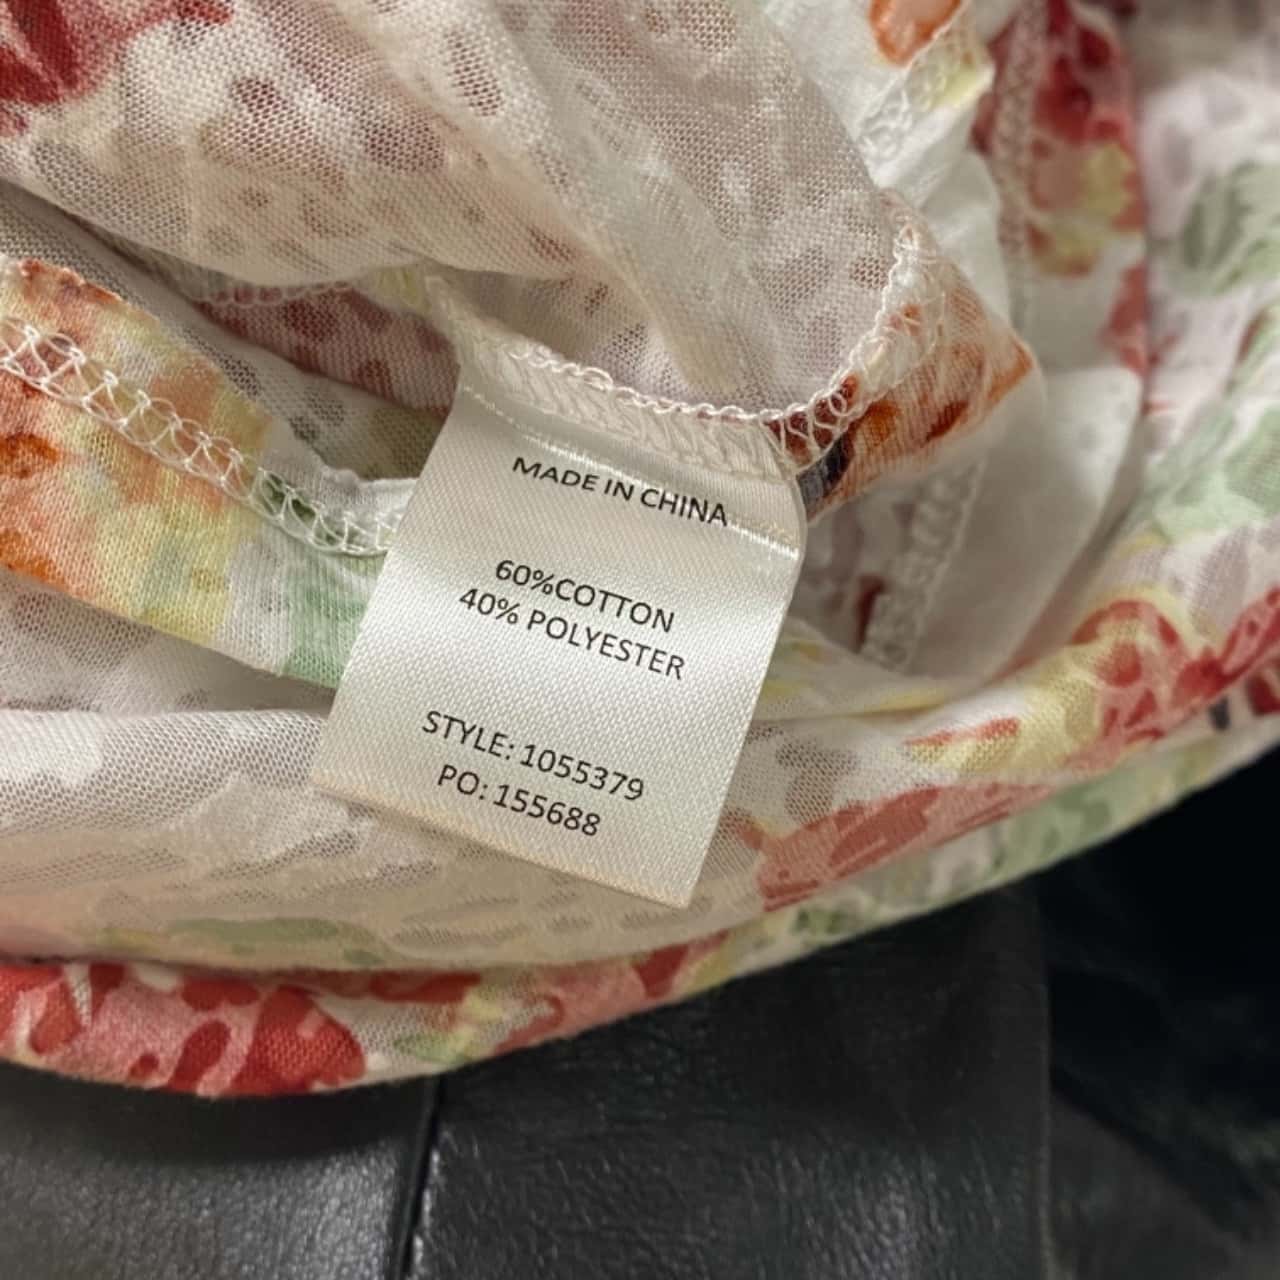 MADE IN CHINA
60%COTTON
40% POLYESTER
STYLE: 1055379
PO: 155688